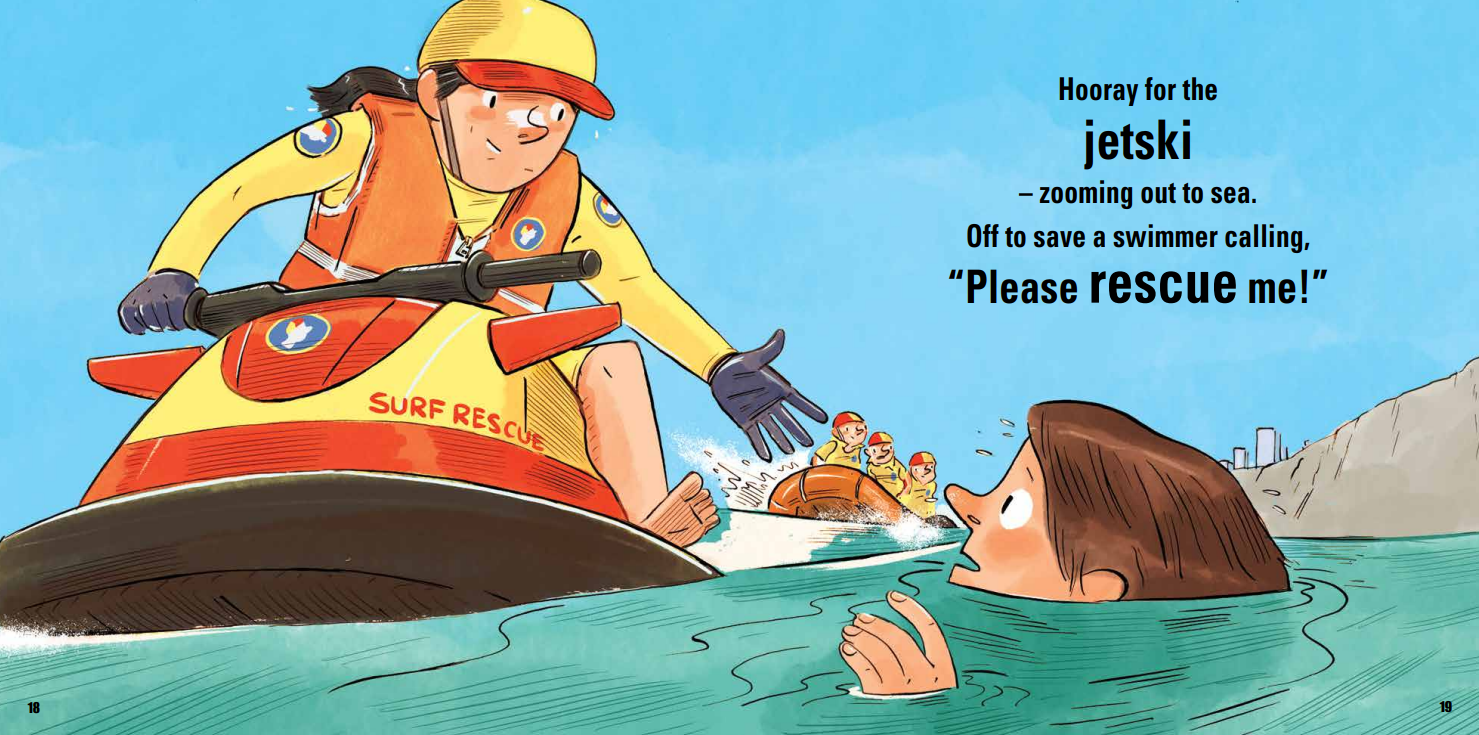 Hooray for the
jetski
– zooming out to sea.
Off to save a swimmer calling,
“Please rescue me!”
SURF RESCUE
18
19